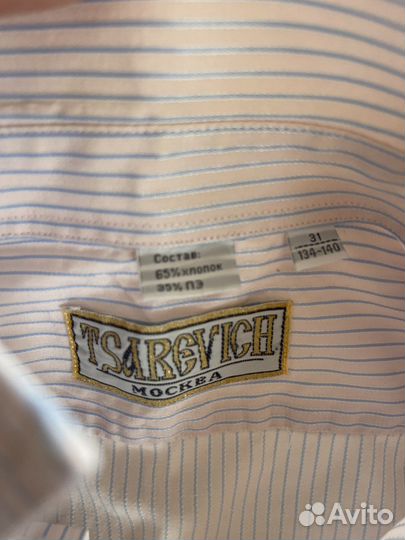 Состав:
65% хлопок
35% ПЭ
31
134-140
TSAREVICH
МОСКВА
Avito